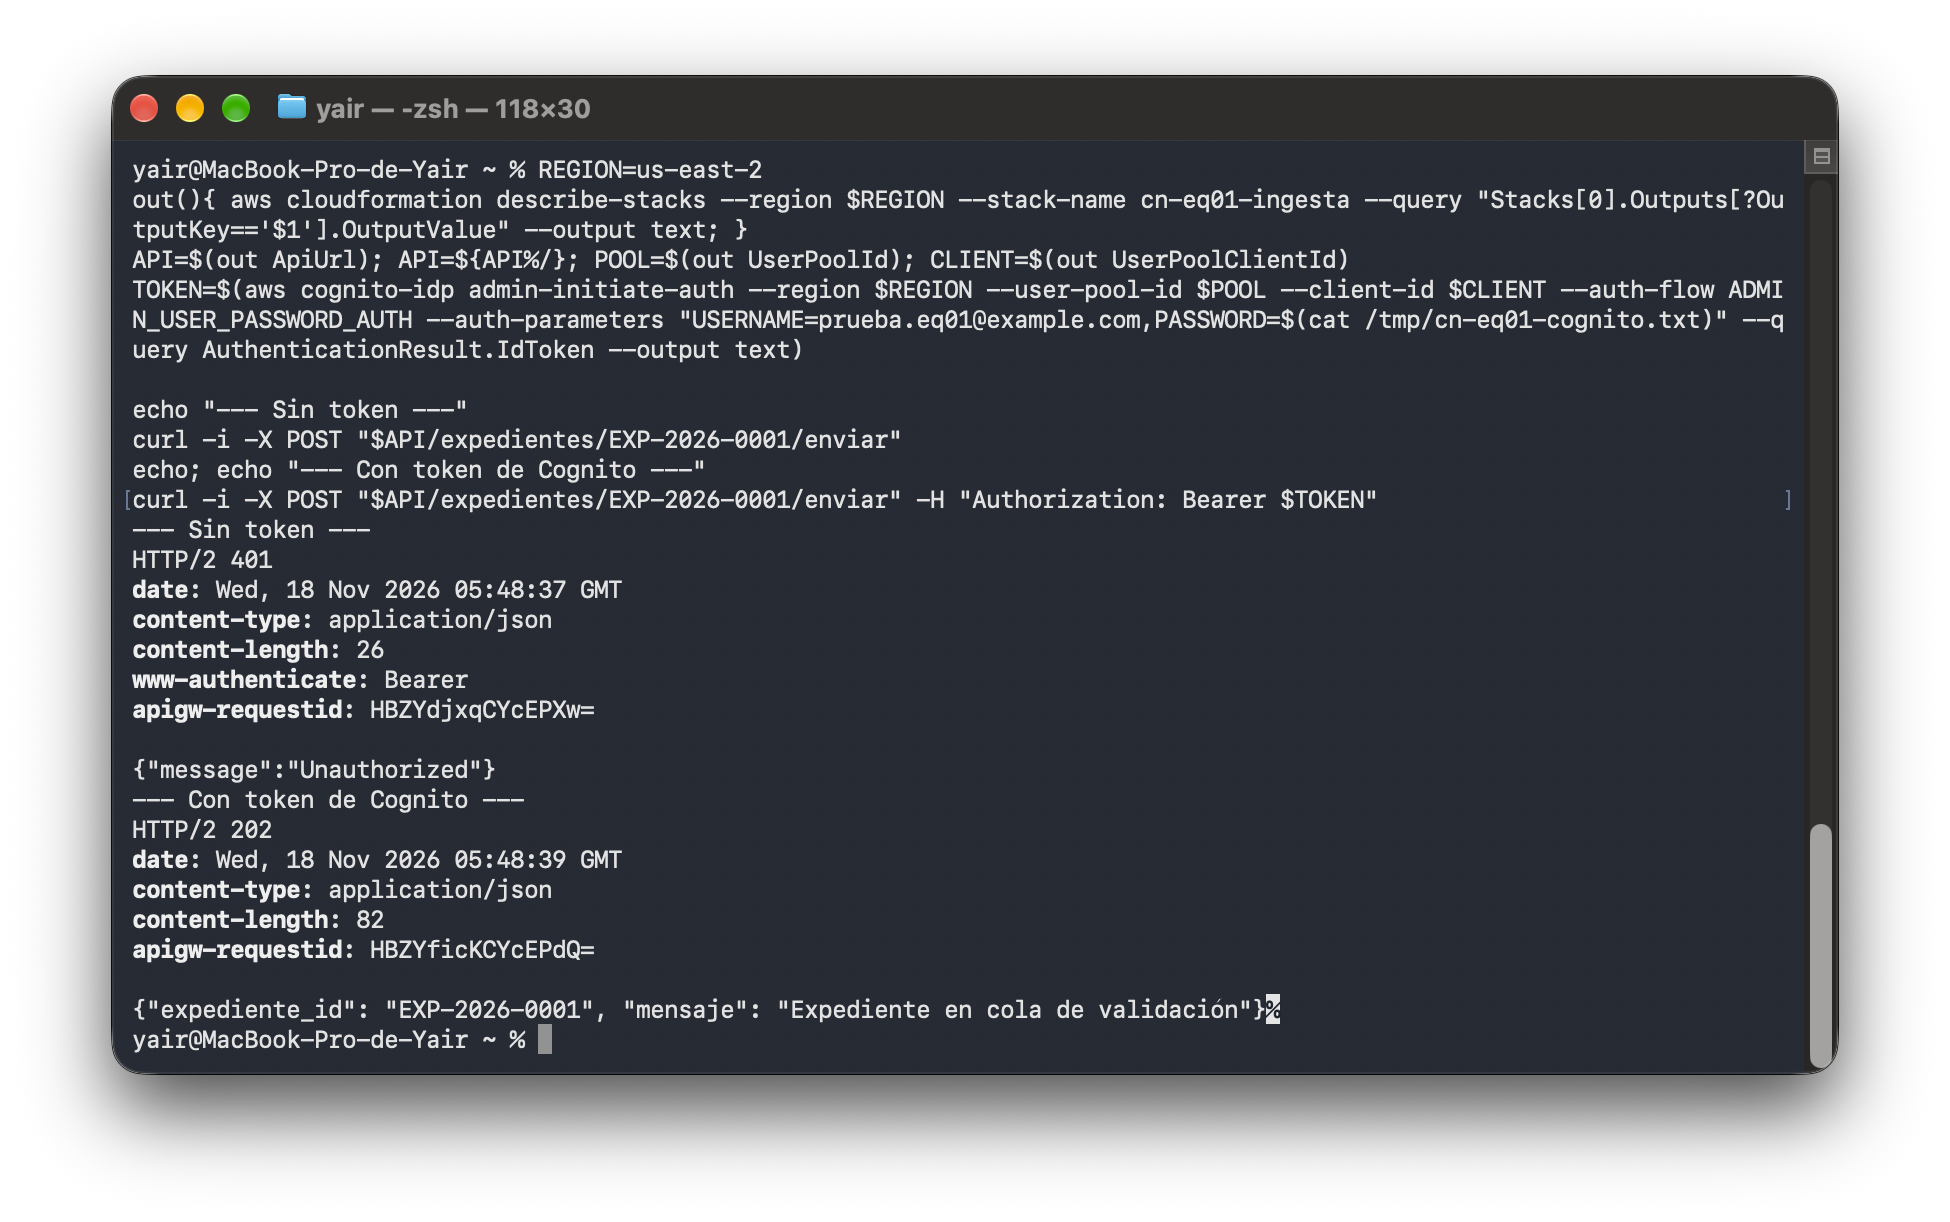 yair — -zsh — 118×30
yair@MacBook-Pro-de-Yair ~ % REGION=us-east-2
out(){ aws cloudformation describe-stacks --region $REGION --stack-name cn-eq01-ingesta --query "Stacks[0].Outputs[?Ou
tputKey=='$1'].OutputValue" --output text; }
API=$(out ApiUrl); API=${API%/}; POOL=$(out UserPoolId); CLIENT=$(out UserPoolClientId)
TOKEN=$(aws cognito-idp admin-initiate-auth --region $REGION --user-pool-id $POOL --client-id $CLIENT --auth-flow ADMI
N_USER_PASSWORD_AUTH --auth-parameters "USERNAME=prueba.eq01@example.com,PASSWORD=$(cat /tmp/cn-eq01-cognito.txt)" --q
uery AuthenticationResult.IdToken --output text)

echo "--- Sin token ---"
curl -i -X POST "$API/expedientes/EXP-2026-0001/enviar"
echo; echo "--- Con token de Cognito ---"
[curl -i -X POST "$API/expedientes/EXP-2026-0001/enviar" -H "Authorization: Bearer $TOKEN" ]
--- Sin token ---
HTTP/2 401
date: Wed, 18 Nov 2026 05:48:37 GMT
content-type: application/json
content-length: 26
www-authenticate: Bearer
apigw-requestid: HBZYdjxqCYcEPXw=

{"message":"Unauthorized"}
--- Con token de Cognito ---
HTTP/2 202
date: Wed, 18 Nov 2026 05:48:39 GMT
content-type: application/json
content-length: 82
apigw-requestid: HBZYficKCYcEPdQ=

{"expediente_id": "EXP-2026-0001", "mensaje": "Expediente en cola de validación"}%
yair@MacBook-Pro-de-Yair ~ %